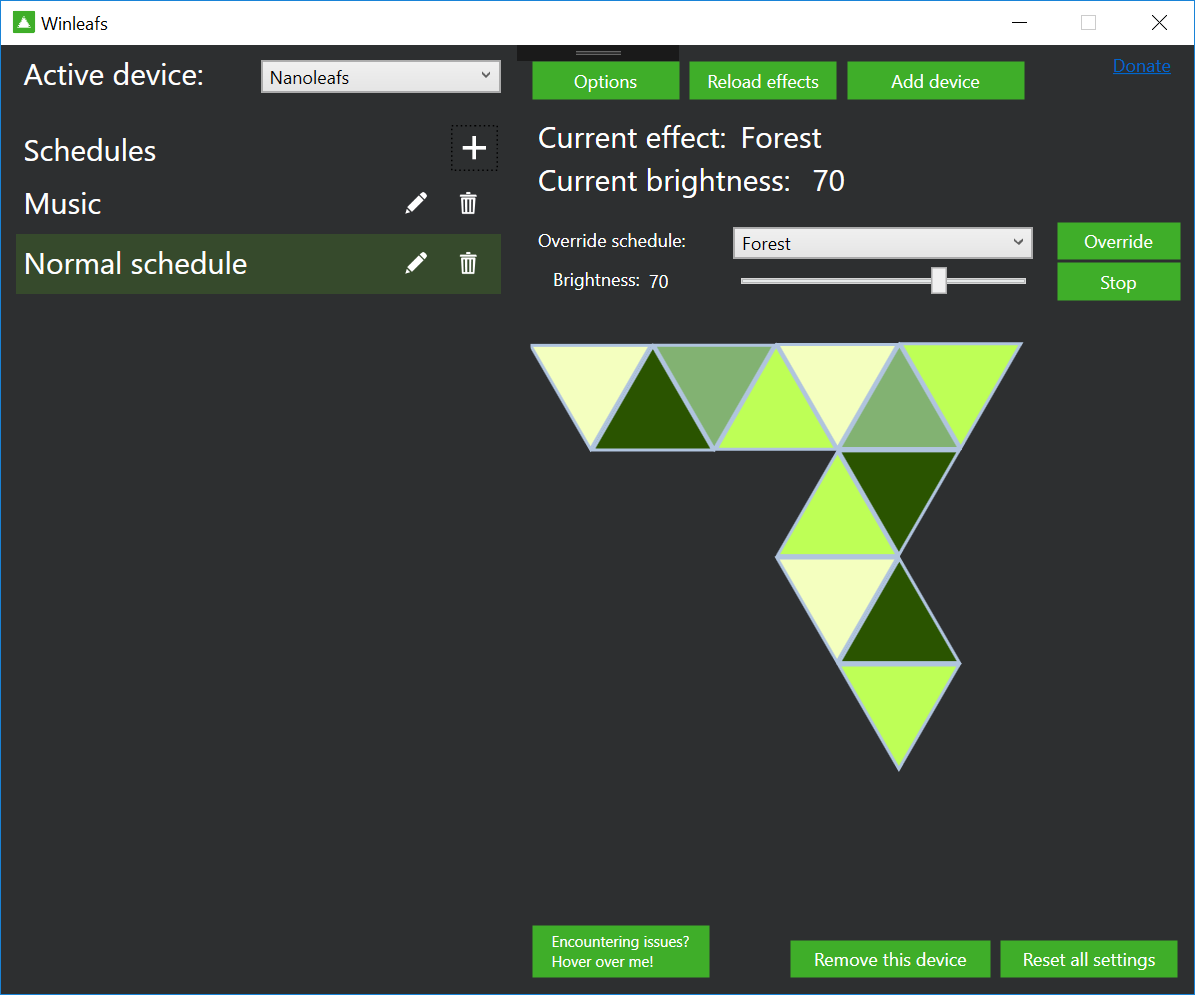 Winleafs
Active device:
Nanoleafs
Options
Reload effects
Add device
Donate
Schedules
Music
Normal schedule
Current effect: Forest
Current brightness: 70
Override schedule:
Forest
Override
Brightness: 70
Stop
Encountering issues?
Hover over me!
Remove this device
Reset all settings